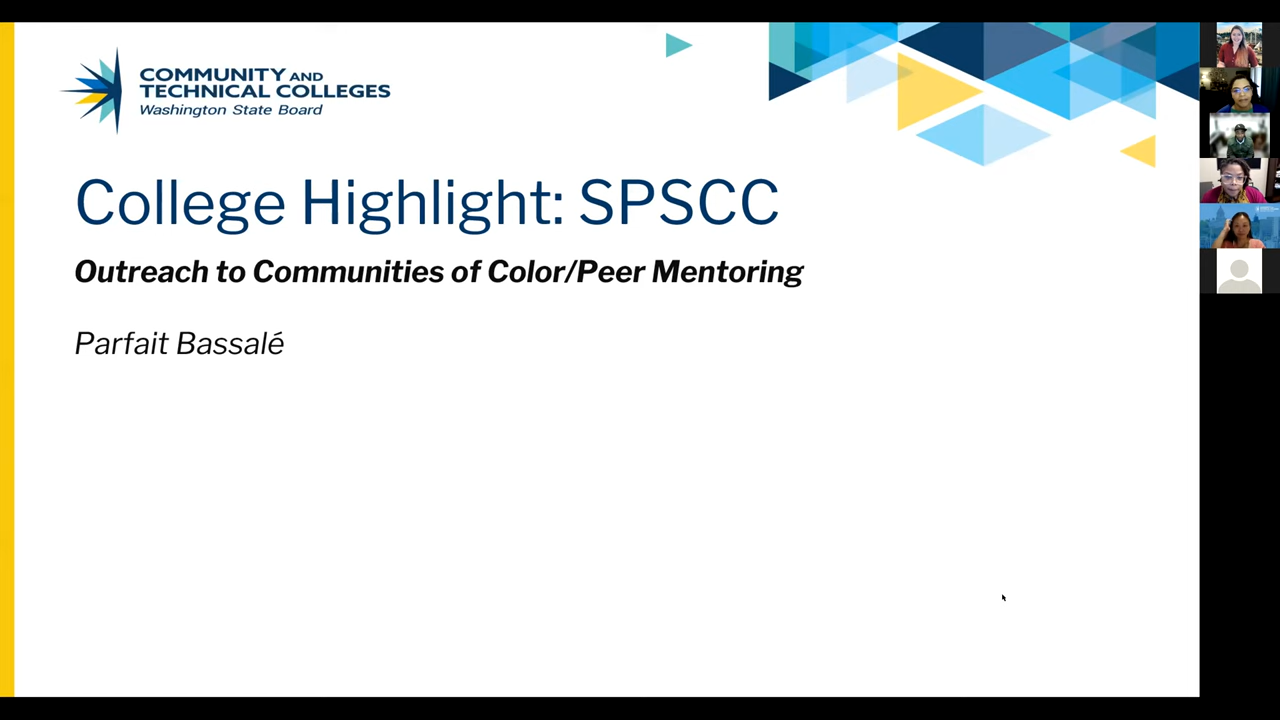 COMMUNITY AND
TECHNICAL COLLEGES
Washington State Board
College Highlight: SPSCC
Outreach to Communities of Color/Peer Mentoring
Parfait Bassalé